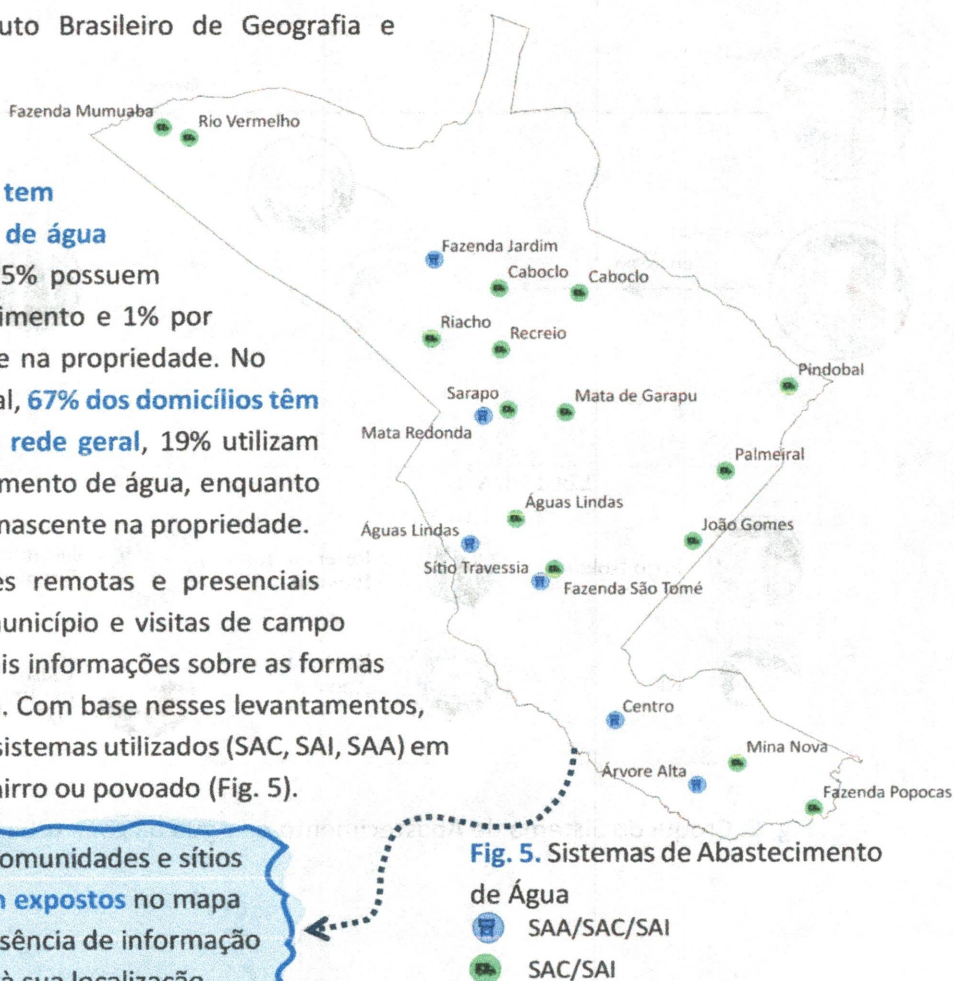 uto Brasileiro de Geografia e
tem
de água
5% possuem
imento e 1% por
e na propriedade. No
al, 67% dos domicílios têm
rede geral, 19% utilizam
mento de água, enquanto
nascente na propriedade.
es remotas e presenciais
unicípio e visitas de campo
is informações sobre as formas
. Com base nesses levantamentos,
sistemas utilizados (SAC, SAI, SAA) em
airro ou povoado (Fig. 5).
omunidades e sítios
m expostos no mapa
sência de informação
à sua localização
Fazenda Mumuaba
Rio Vermelho
Fazenda Jardim
Caboclo
Caboclo
Riacho
Recreio
Pindobal
Sarapo
Mata de Garapu
Mata Redonda
Palmeiral
Águas Lindas
João Gomes
Águas Lindas
Sítio Travessia
Fazenda São Tomé
Centro
Mina Nova
Árvore Alta
Fazenda Popocas
Fig. 5. Sistemas de Abastecimento
de Água
SAA/SAC/SAI
SAC/SAI